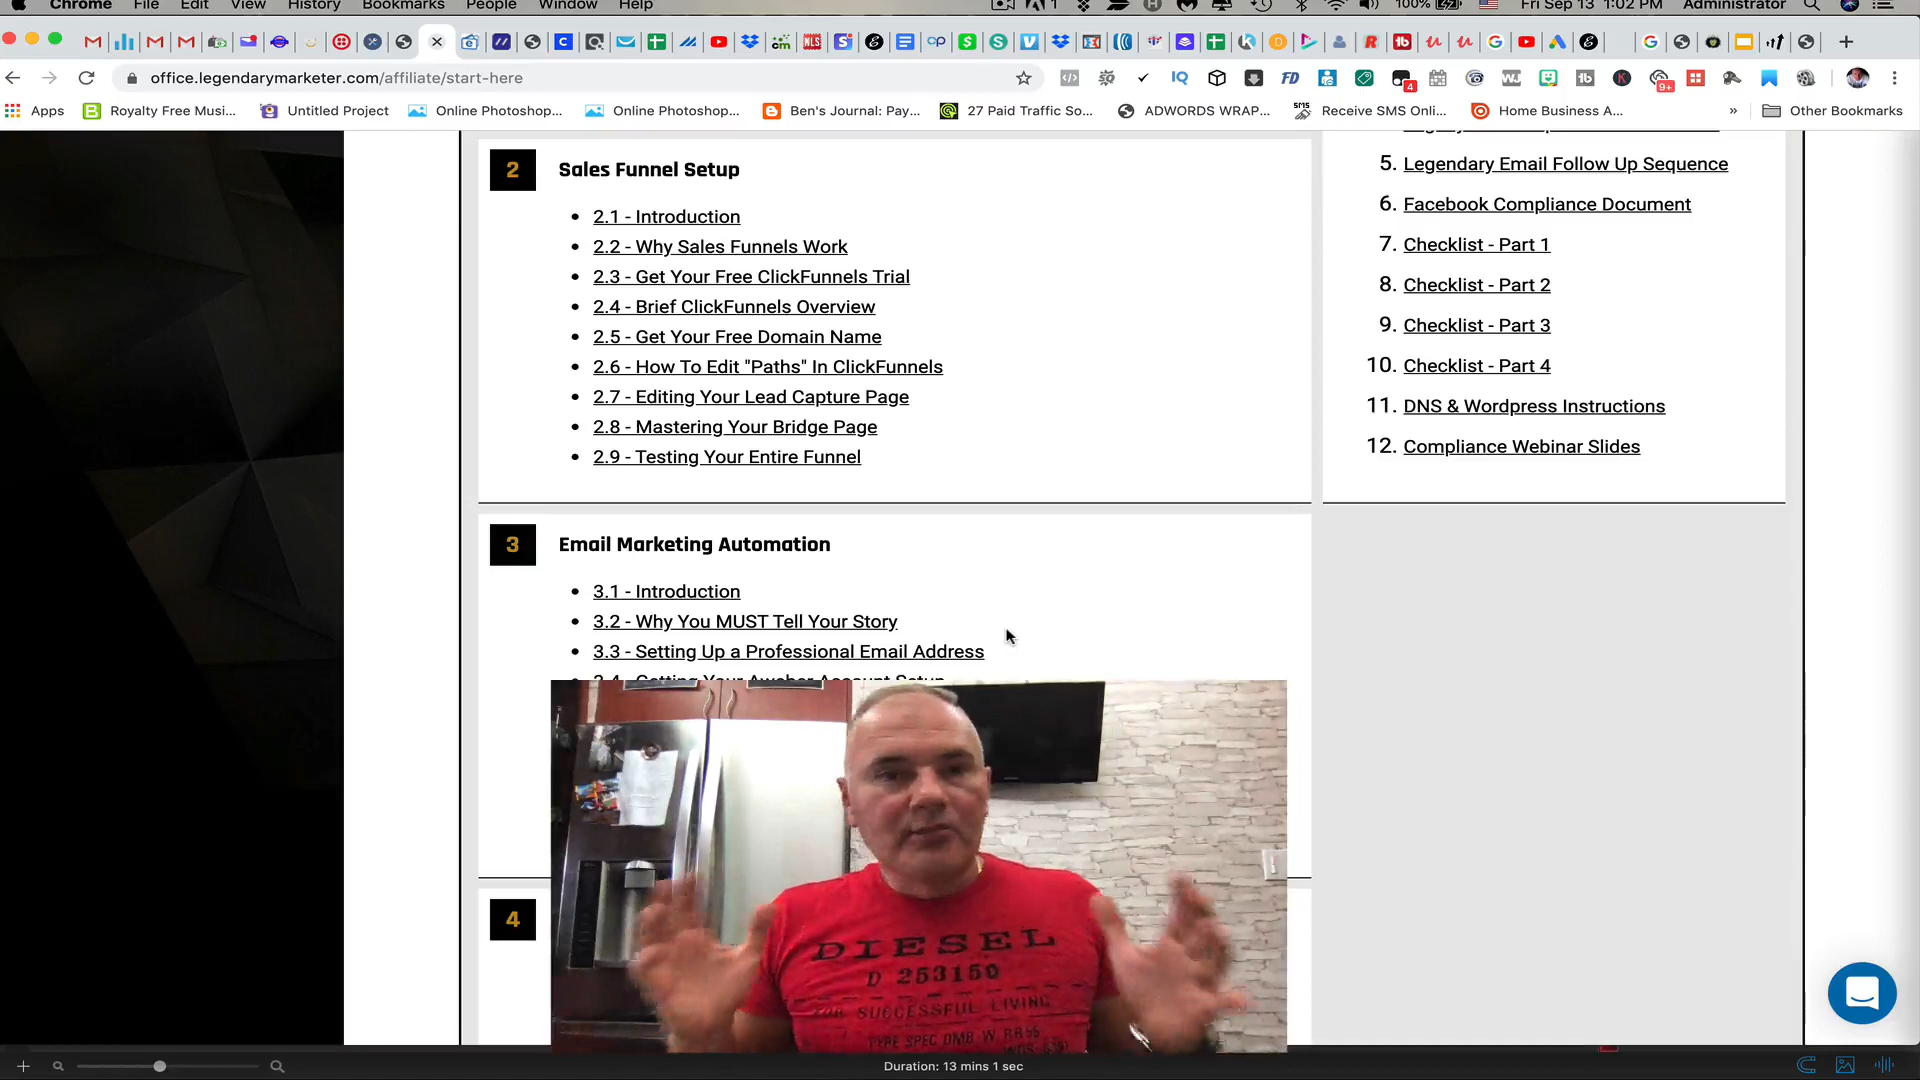 Chrome File Edit View History Bookmarks People Window Help
1 100% Fri Sep 13 1:02 PM Administrator
office.legendarymarketer.com/affiliate/start-here
Apps Royalty Free Musi... Untitled Project Online Photoshop... Online Photoshop... Ben's Journal: Pay... 27 Paid Traffic So... ADWORDS WRAP... Receive SMS Onli... Home Business A... » Other Bookmarks
2 Sales Funnel Setup
• 2.1 - Introduction
• 2.2 - Why Sales Funnels Work
• 2.3 - Get Your Free ClickFunnels Trial
• 2.4 - Brief ClickFunnels Overview
• 2.5 - Get Your Free Domain Name
• 2.6 - How To Edit "Paths" In ClickFunnels
• 2.7 - Editing Your Lead Capture Page
• 2.8 - Mastering Your Bridge Page
• 2.9 - Testing Your Entire Funnel
5. Legendary Email Follow Up Sequence
6. Facebook Compliance Document
7. Checklist - Part 1
8. Checklist - Part 2
9. Checklist - Part 3
10. Checklist - Part 4
11. DNS & Wordpress Instructions
12. Compliance Webinar Slides
3 Email Marketing Automation
• 3.1 - Introduction
• 3.2 - Why You MUST Tell Your Story
• 3.3 - Setting Up a Professional Email Address
3.4 - Getting Your Aweber Account Setup
4
DIESEL
D 253150
FOR SUCCESSFUL LIVING
Duration: 13 mins 1 sec